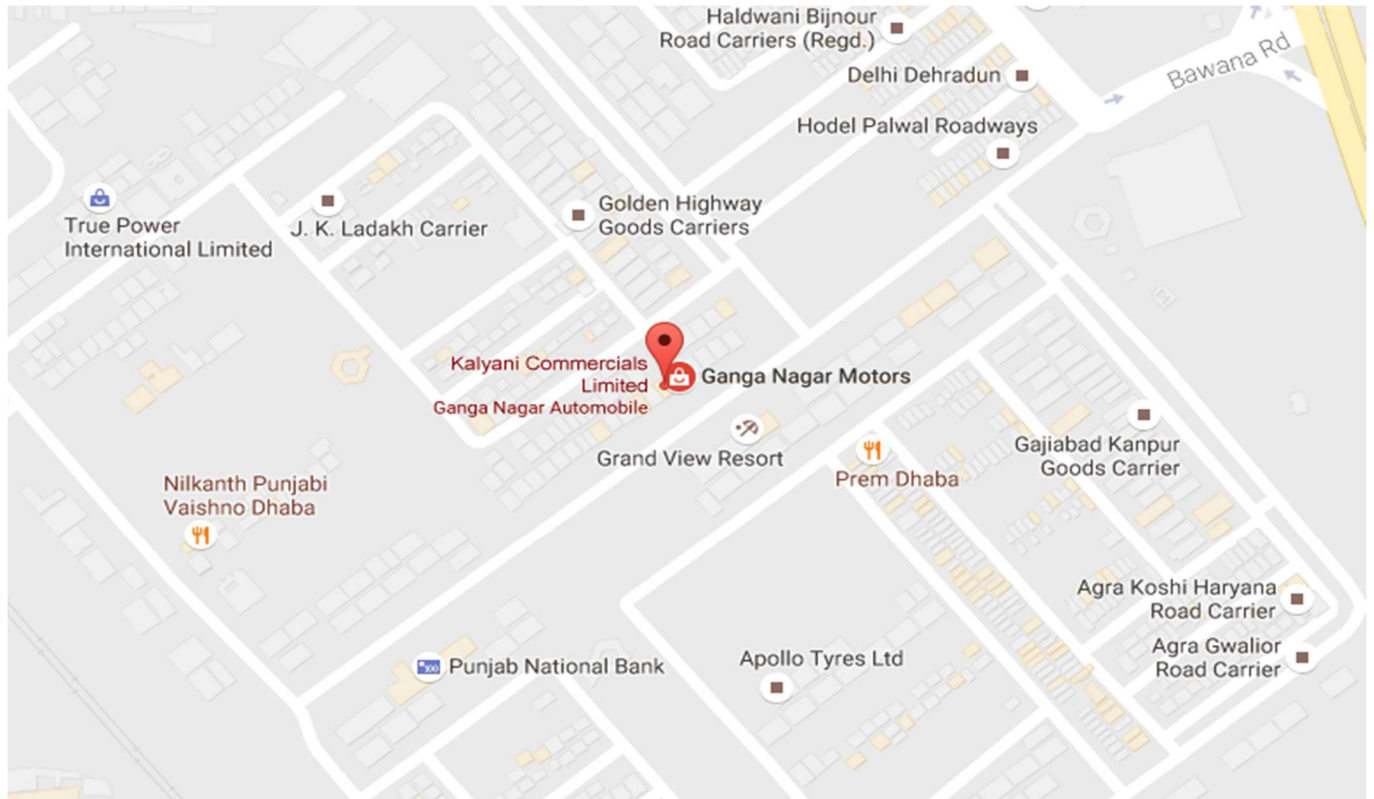 Haldwani Bijnour
Road Carriers (Regd.)
Bawana Rd
Delhi Dehradun
Hodel Palwal Roadways
True Power
International Limited
J. K. Ladakh Carrier
Golden Highway
Goods Carriers
Kalyani Commercials
Limited
Ganga Nagar Automobile
Ganga Nagar Motors
Grand View Resort
Prem Dhaba
Gajiabad Kanpur
Goods Carrier
Nilkanth Punjabi
Vaishno Dhaba
Agra Koshi Haryana
Road Carrier
Agra Gwalior
Road Carrier
Punjab National Bank
Apollo Tyres Ltd